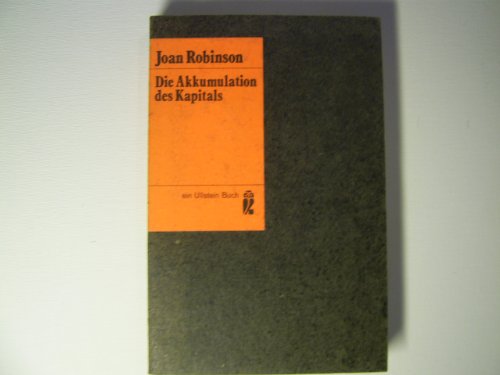 Joan Robinson
Die Akkumulation
des Kapitals
ein Ullstein Buch